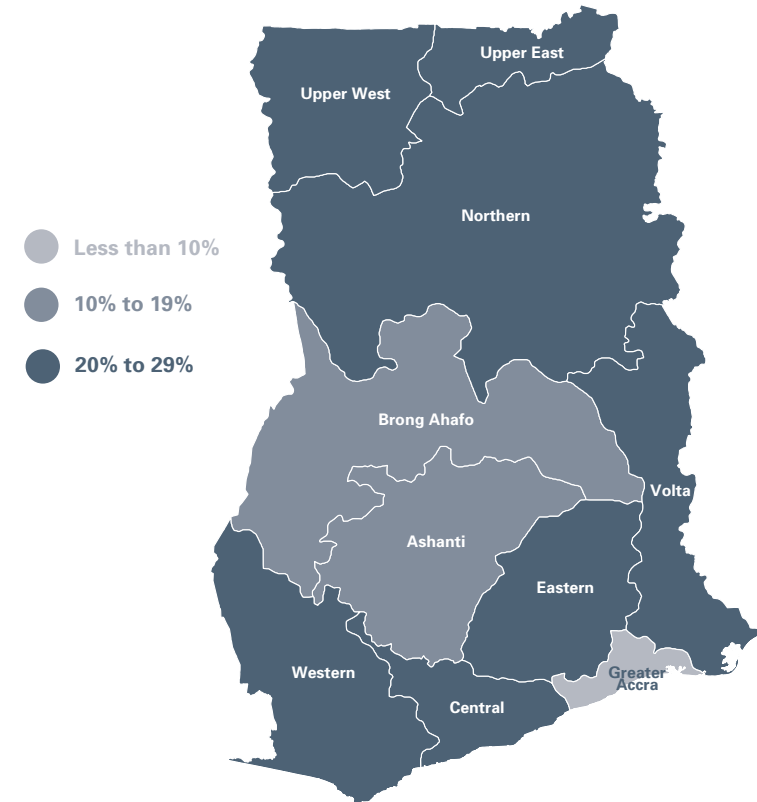 Upper East
Upper West
Northern
Less than 10%
10% to 19%
20% to 29%
Brong Ahafo
Volta
Ashanti
Eastern
Western
Greater
Accra
Central